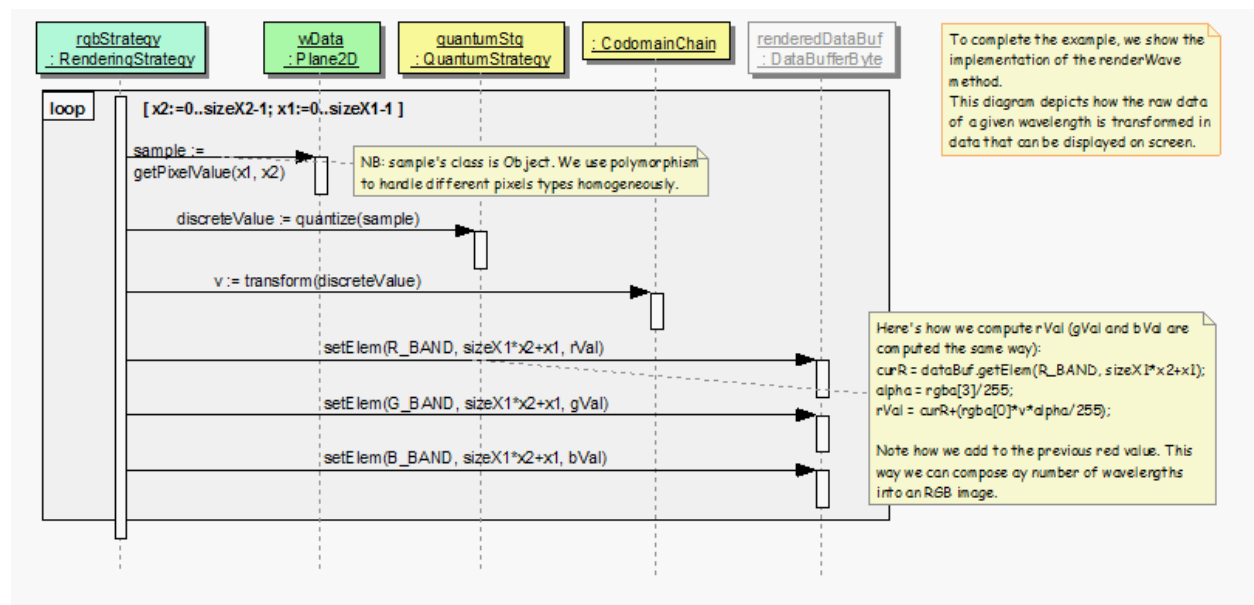 rgbStrategy
: RenderingStrategy
wData
: Plane2D
quantumStg
: QuantumStrategy
: CodomainChain
renderedDataBuf
: DataBufferByte
To complete the example, we show the
implementation of the renderWave
method.
This diagram depicts how the raw data
of a given wavelength is transformed in
data that can be displayed on screen.
loop
[ x2:=0..sizeX2-1; x1:=0..sizeX1-1 ]
sample :=
getPixelValue(x1, x2)
NB: sample's class is Object. We use polymorphism
to handle different pixels types homogeneously.
discreteValue := quantize(sample)
v := transform(discreteValue)
setElem(R_BAND, sizeX1*x2+x1, rVal)
setElem(G_BAND, sizeX1*x2+x1, gVal)
setElem(B_BAND, sizeX1*x2+x1, bVal)
Here's how we compute rVal (gVal and bVal are
computed the same way):
curR = dataBuf.getElem(R_BAND, sizeX1*x2+x1);
alpha = rgba[3]/255;
rVal = curR+(rgba[0]*v*alpha/255);
Note how we add to the previous red value. This
way we can compose ay number of wavelengths
into an RGB image.